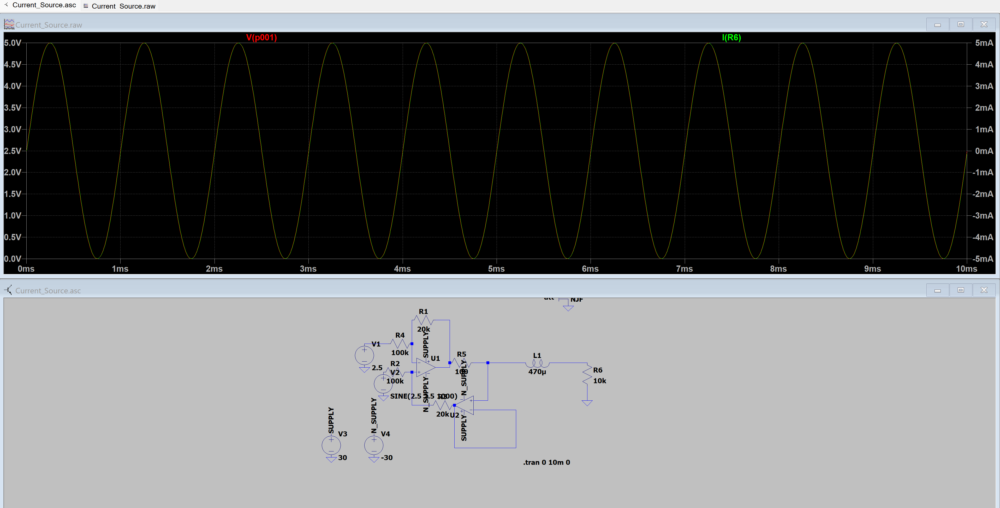 Current_Source.asc
Current_Source.raw
Current_Source.raw
V(p001)
I(R6)
5.0V
4.5V
4.0V
3.5V
3.0V
2.5V
2.0V
1.5V
1.0V
0.5V
0.0V
5mA
4mA
3mA
2mA
1mA
0mA
-1mA
-2mA
-3mA
-4mA
-5mA
0ms 1ms 2ms 3ms 4ms 5ms 6ms 7ms 8ms 9ms 10ms
Current_Source.asc
NJF
R1
20k
SUPPLY
R4
100k
V1
2.5
U1
R2
100k
V2
SINE(2.5 2.5 1000)
N_SUPPLY
R5
100
N_SUPPLY
L1
470µ
R6
10k
R3
20k
U2
SUPPLY
SUPPLY
V3
30
N_SUPPLY
V4
-30
.tran 0 10m 0